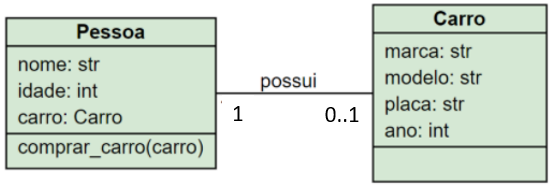 Pessoa
nome: str
idade: int
carro: Carro
comprar_carro(carro)
possui
1
0..1
Carro
marca: str
modelo: str
placa: str
ano: int